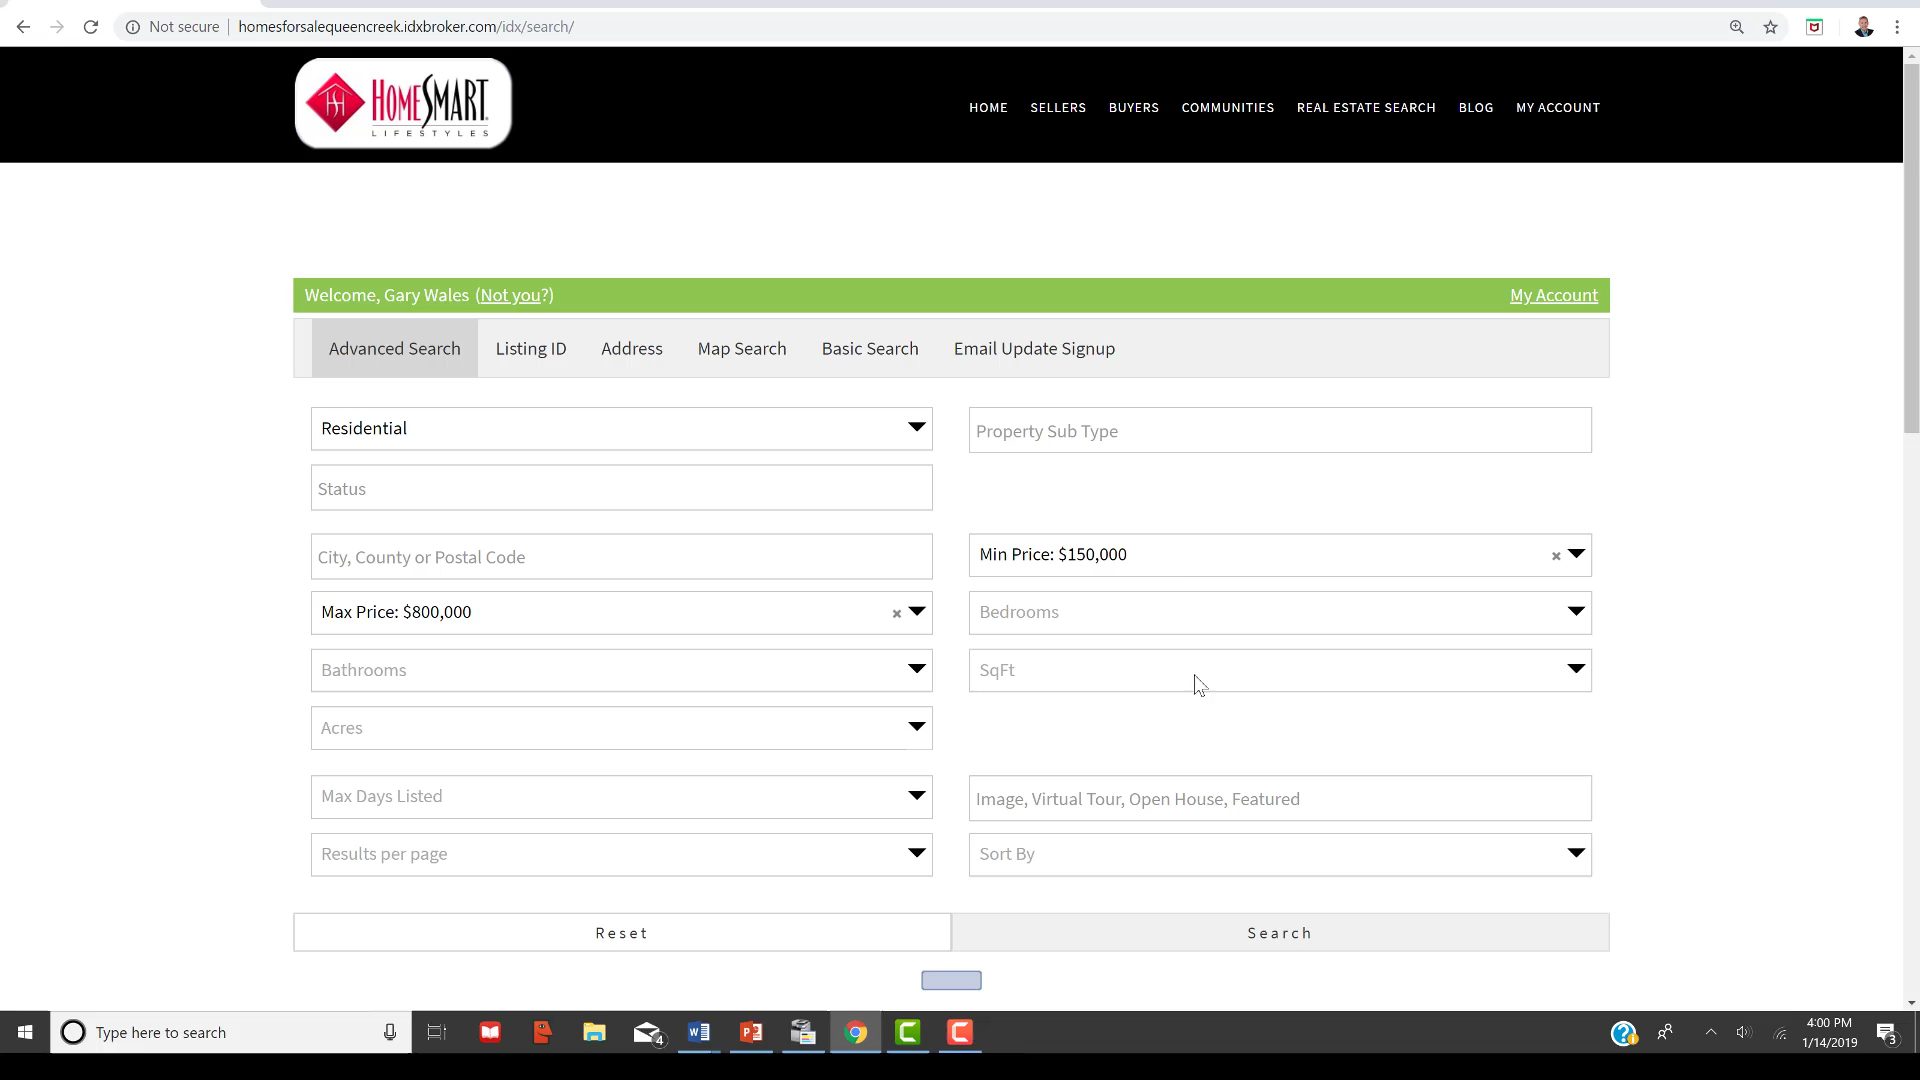 Not secure
homesforsalequeencreek.idxbroker.com/idx/search/
HOMESMART
LIFESTYLES
HOME SELLERS BUYERS COMMUNITIES REAL ESTATE SEARCH BLOG MY ACCOUNT
Welcome, Gary Wales (Not you?) My Account
Advanced Search Listing ID Address Map Search Basic Search Email Update Signup
Residential
Property Sub Type
Status
City, County or Postal Code
Min Price: $150,000 ×
Max Price: $800,000 ×
Bedrooms
Bathrooms
SqFt
Acres
Max Days Listed
Image, Virtual Tour, Open House, Featured
Results per page
Sort By
Reset
Search
Type here to search
4
4:00 PM
1/14/2019
3